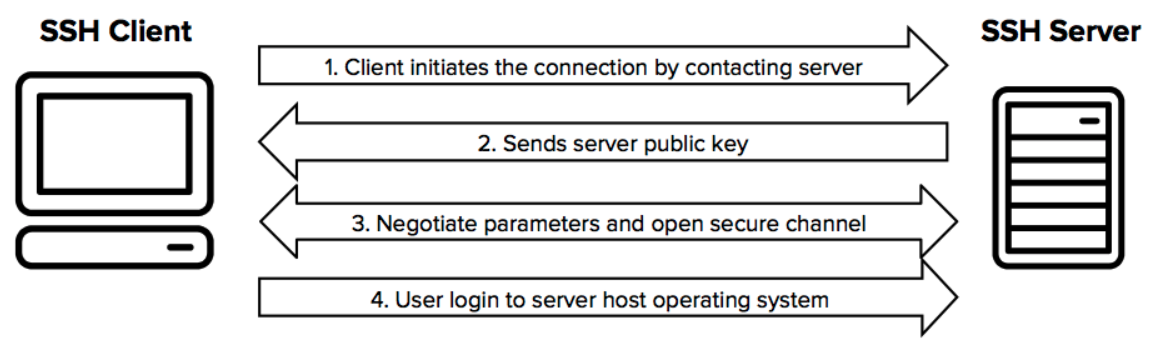 SSH Client
SSH Server
1. Client initiates the connection by contacting server
2. Sends server public key
3. Negotiate parameters and open secure channel
4. User login to server host operating system